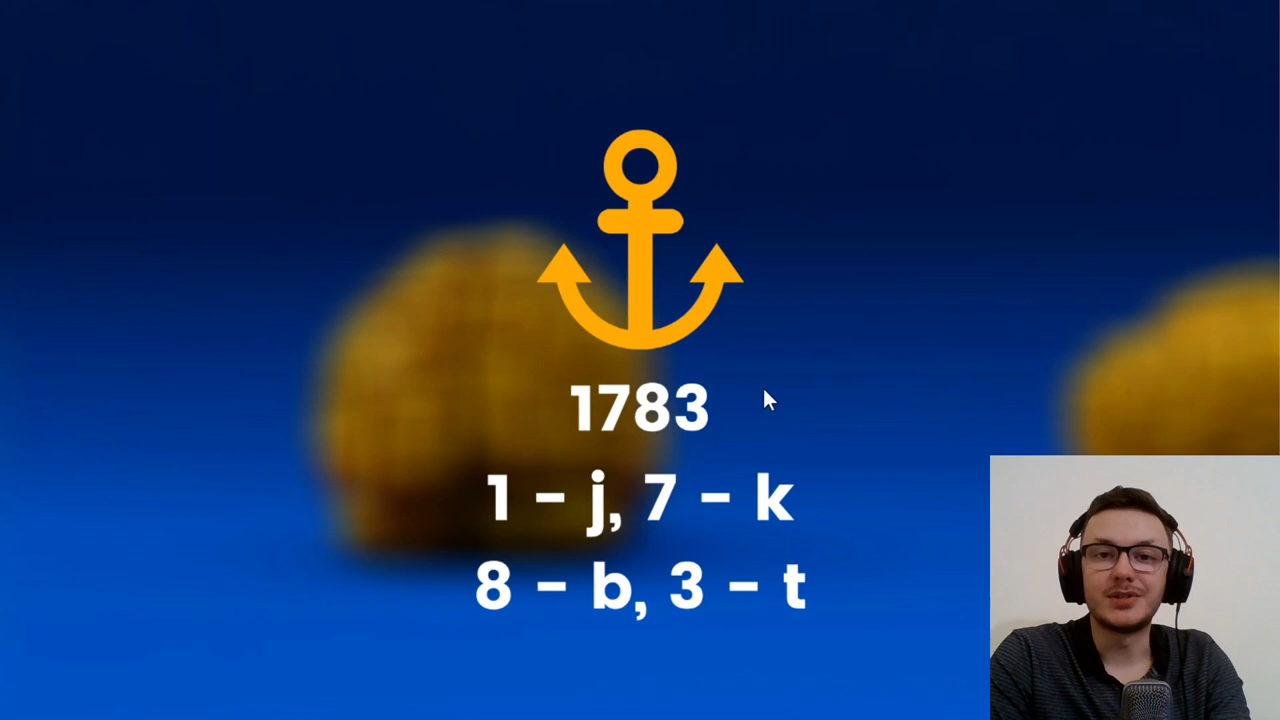 1783
1 - j, 7 - k
8 - b, 3 - t